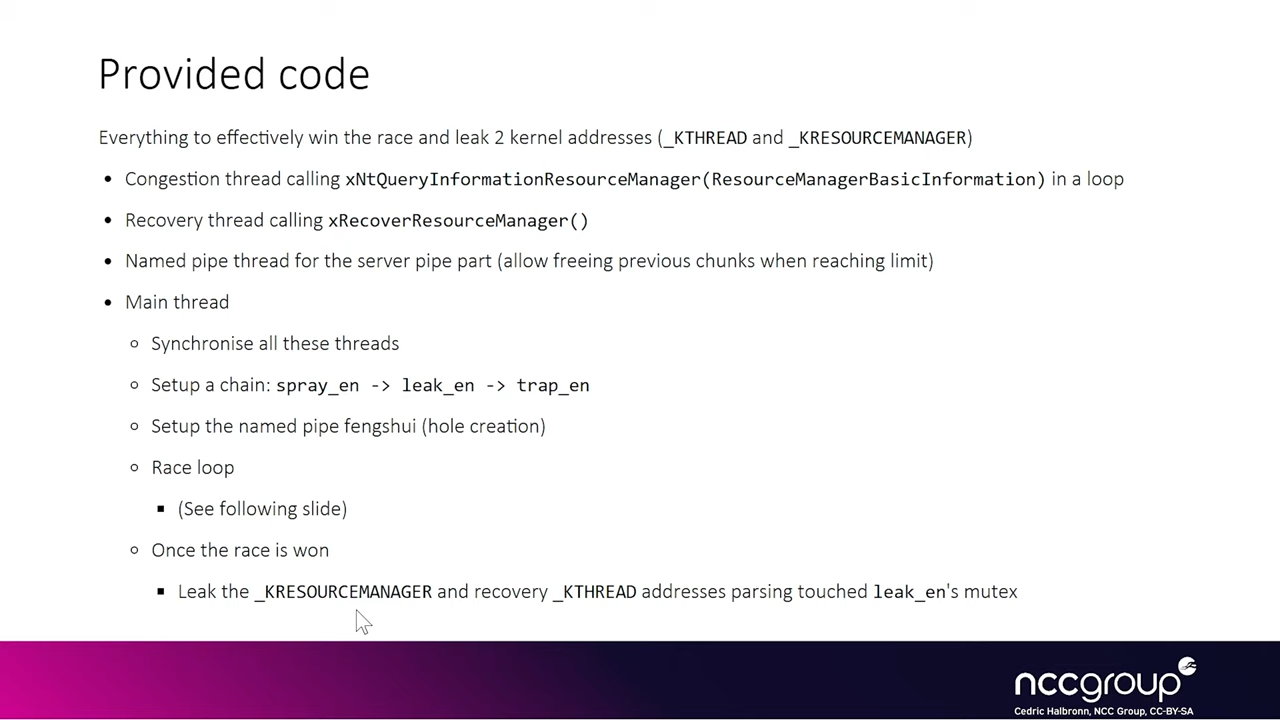 Provided code
Everything to effectively win the race and leak 2 kernel addresses (_KTHREAD and _KRESOURCEMANAGER)
• Congestion thread calling xNtQueryInformationResourceManager(ResourceManagerBasicInformation) in a loop
• Recovery thread calling xRecoverResourceManager()
• Named pipe thread for the server pipe part (allow freeing previous chunks when reaching limit)
• Main thread
◦ Synchronise all these threads
◦ Setup a chain: spray_en -> leak_en -> trap_en
◦ Setup the named pipe fengshui (hole creation)
◦ Race loop
▪ (See following slide)
◦ Once the race is won
▪ Leak the _KRESOURCEMANAGER and recovery _KTHREAD addresses parsing touched leak_en's mutex
nccgroup
Cedric Halbronn, NCC Group, CC-BY-SA